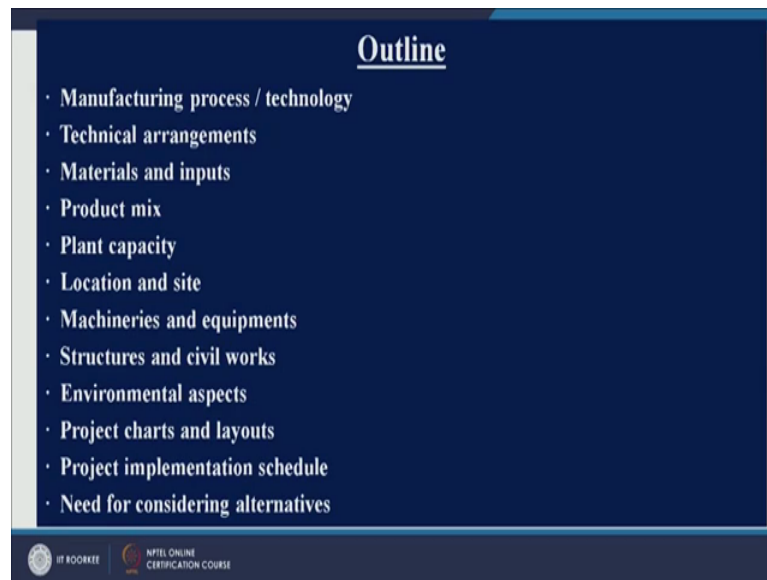 Outline
· Manufacturing process / technology
· Technical arrangements
· Materials and inputs
· Product mix
· Plant capacity
· Location and site
· Machineries and equipments
· Structures and civil works
· Environmental aspects
· Project charts and layouts
· Project implementation schedule
· Need for considering alternatives
IIT ROORKEE
NPTEL ONLINE
CERTIFICATION COURSE